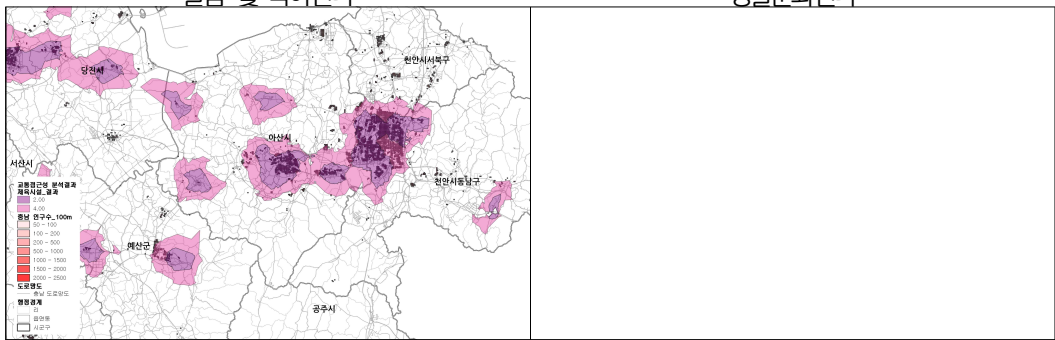 천안시서북구
당진시
아산시
서산시
천안시동남구
교통접근성 분석결과
체육시설_결과
2.00
4.00
충남 인구수_100m
50 - 100
100 - 200
200 - 500
500 - 1000
1000 - 1500
1500 - 2000
2000 - 2500
도로망도
충남 도로망도
행정경계
리
읍면동
시군구
예산군
공주시